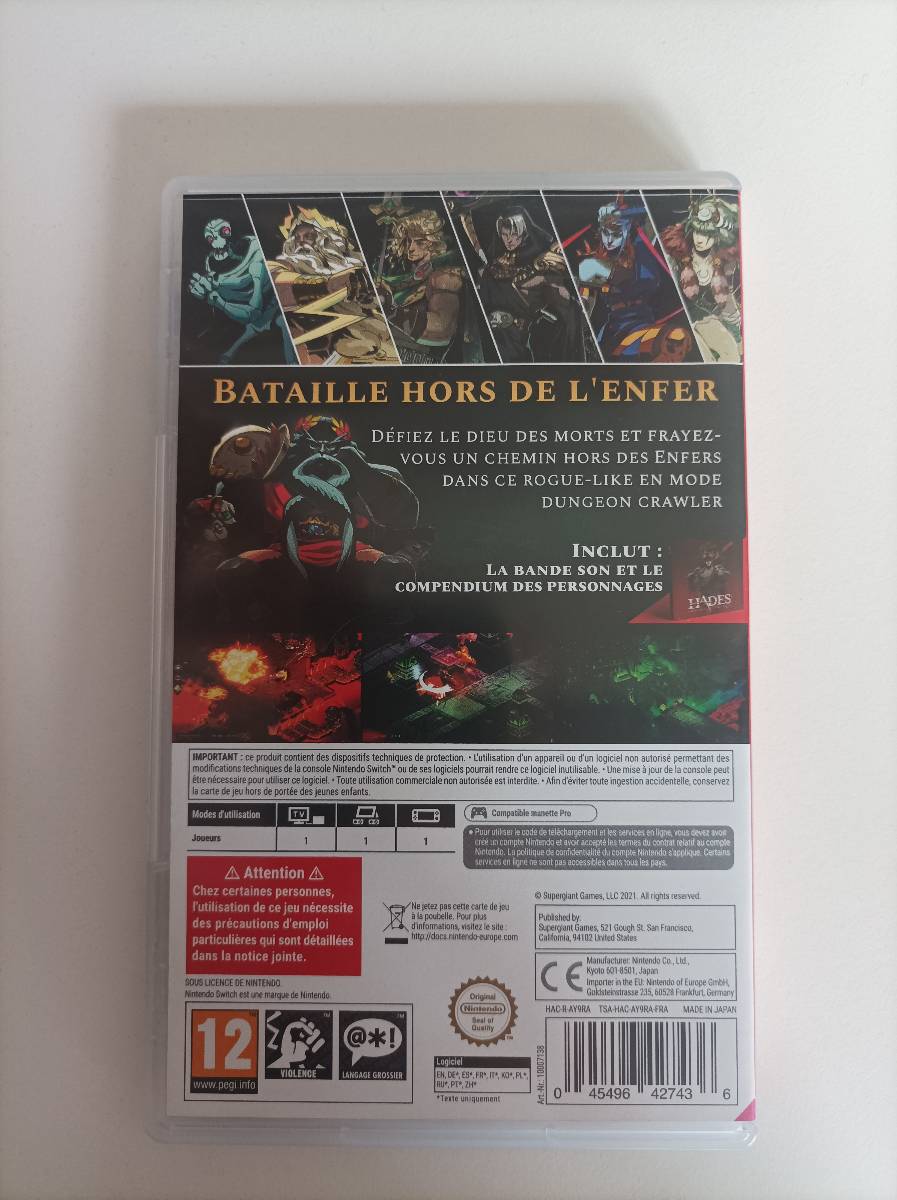 BATAILLE HORS DE L'ENFER
DÉFIEZ LE DIEU DES MORTS ET FRAYEZ-
VOUS UN CHEMIN HORS DES ENFERS
DANS CE ROGUE-LIKE EN MODE
DUNGEON CRAWLER
INCLUT :
LA BANDE SON ET LE
COMPENDIUM DES PERSONNAGES
HADES
IMPORTANT : ce produit contient des dispositifs techniques de protection. • L'utilisation d'un appareil ou d'un logiciel non autorisé permettant des
modifications techniques de la console Nintendo Switch™ ou de ses logiciels pourrait rendre ce logiciel inutilisable. • Une mise à jour de la console peut
être nécessaire pour utiliser ce logiciel. • Toute utilisation commerciale non autorisée est interdite. • Afin d'éviter toute ingestion accidentelle, conservez
la carte de jeu hors de portée des jeunes enfants.
Modes d'utilisation
TV
Joueurs
1 1 1
Compatible manette Pro
• Pour utiliser le code de téléchargement et les services en ligne, vous devez avoir
créé un compte Nintendo et avoir accepté les termes du contrat relatif au compte
Nintendo. La politique de confidentialité du compte Nintendo s'applique. Certains
services en ligne ne sont pas accessibles dans tous les pays.
Attention
Chez certaines personnes,
l'utilisation de ce jeu nécessite
des précautions d'emploi
particulières qui sont détaillées
dans la notice jointe.
Ne jetez pas cette carte de jeu
à la poubelle. Pour plus
d'informations, visitez le site :
http://docs.nintendo-europe.com
© Supergiant Games, LLC 2021. All rights reserved.
Published by:
Supergiant Games, 521 Gough St. San Francisco,
California, 94102 United States
CE
Manufacturer: Nintendo Co., Ltd.,
Kyoto 601-8501, Japan
Importer in the EU: Nintendo of Europe GmbH,
Goldsteinstrasse 235, 60528 Frankfurt, Germany
SOUS LICENCE DE NINTENDO.
Nintendo Switch est une marque de Nintendo.
HAC-R-AY9RA TSA-HAC-AY9RA-FRA MADE IN JAPAN
12
www.pegi.info
VIOLENCE
@*!
LANGAGE GROSSIER
Original
Nintendo
Seal of
Quality
Logiciel
EN, DE*, ES*, FR*, IT*, KO*, PL*,
RU*, PT*, ZH*
*Texte uniquement
Art.-Nr.: 10007138
0 45496 42743 6